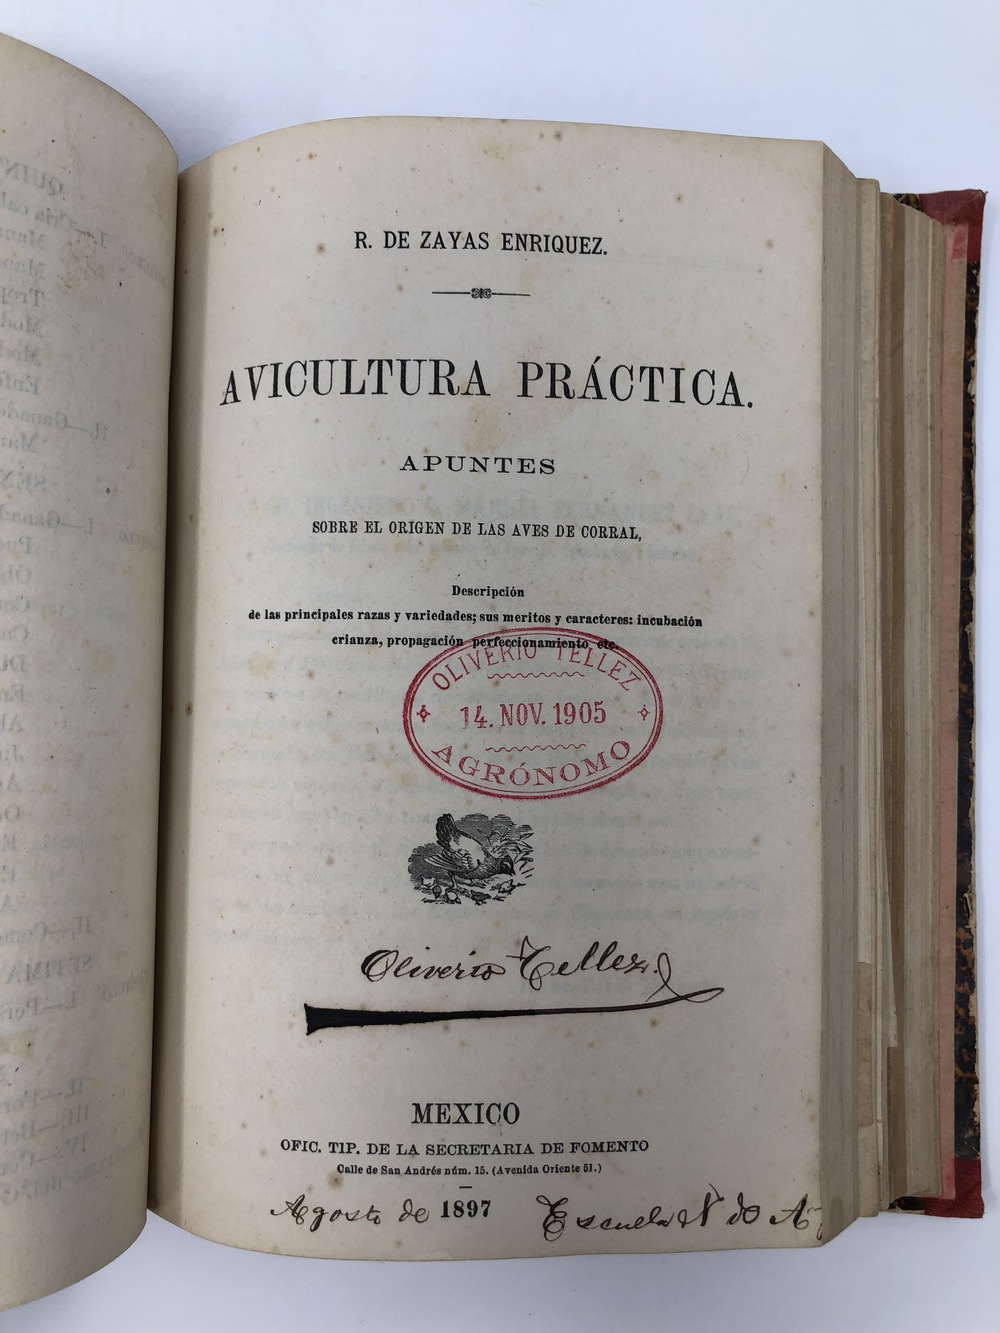 R. DE ZAYAS ENRIQUEZ.
AVICULTURA PRÁCTICA.
APUNTES
SOBRE EL ORIGEN DE LAS AVES DE CORRAL,
Descripción
de las principales razas y variedades; sus meritos y caracteres: incubación
crianza, propagación perfeccionamiento etc.
OLIVERIO TELLEZ
14. NOV. 1905
AGRÓNOMO
Oliverio Tellez.
MEXICO
OFIC. TIP. DE LA SECRETARIA DE FOMENTO
Calle de San Andrés núm. 15. (Avenida Oriente 51.)
Agosto de 1897 Escuela N de A